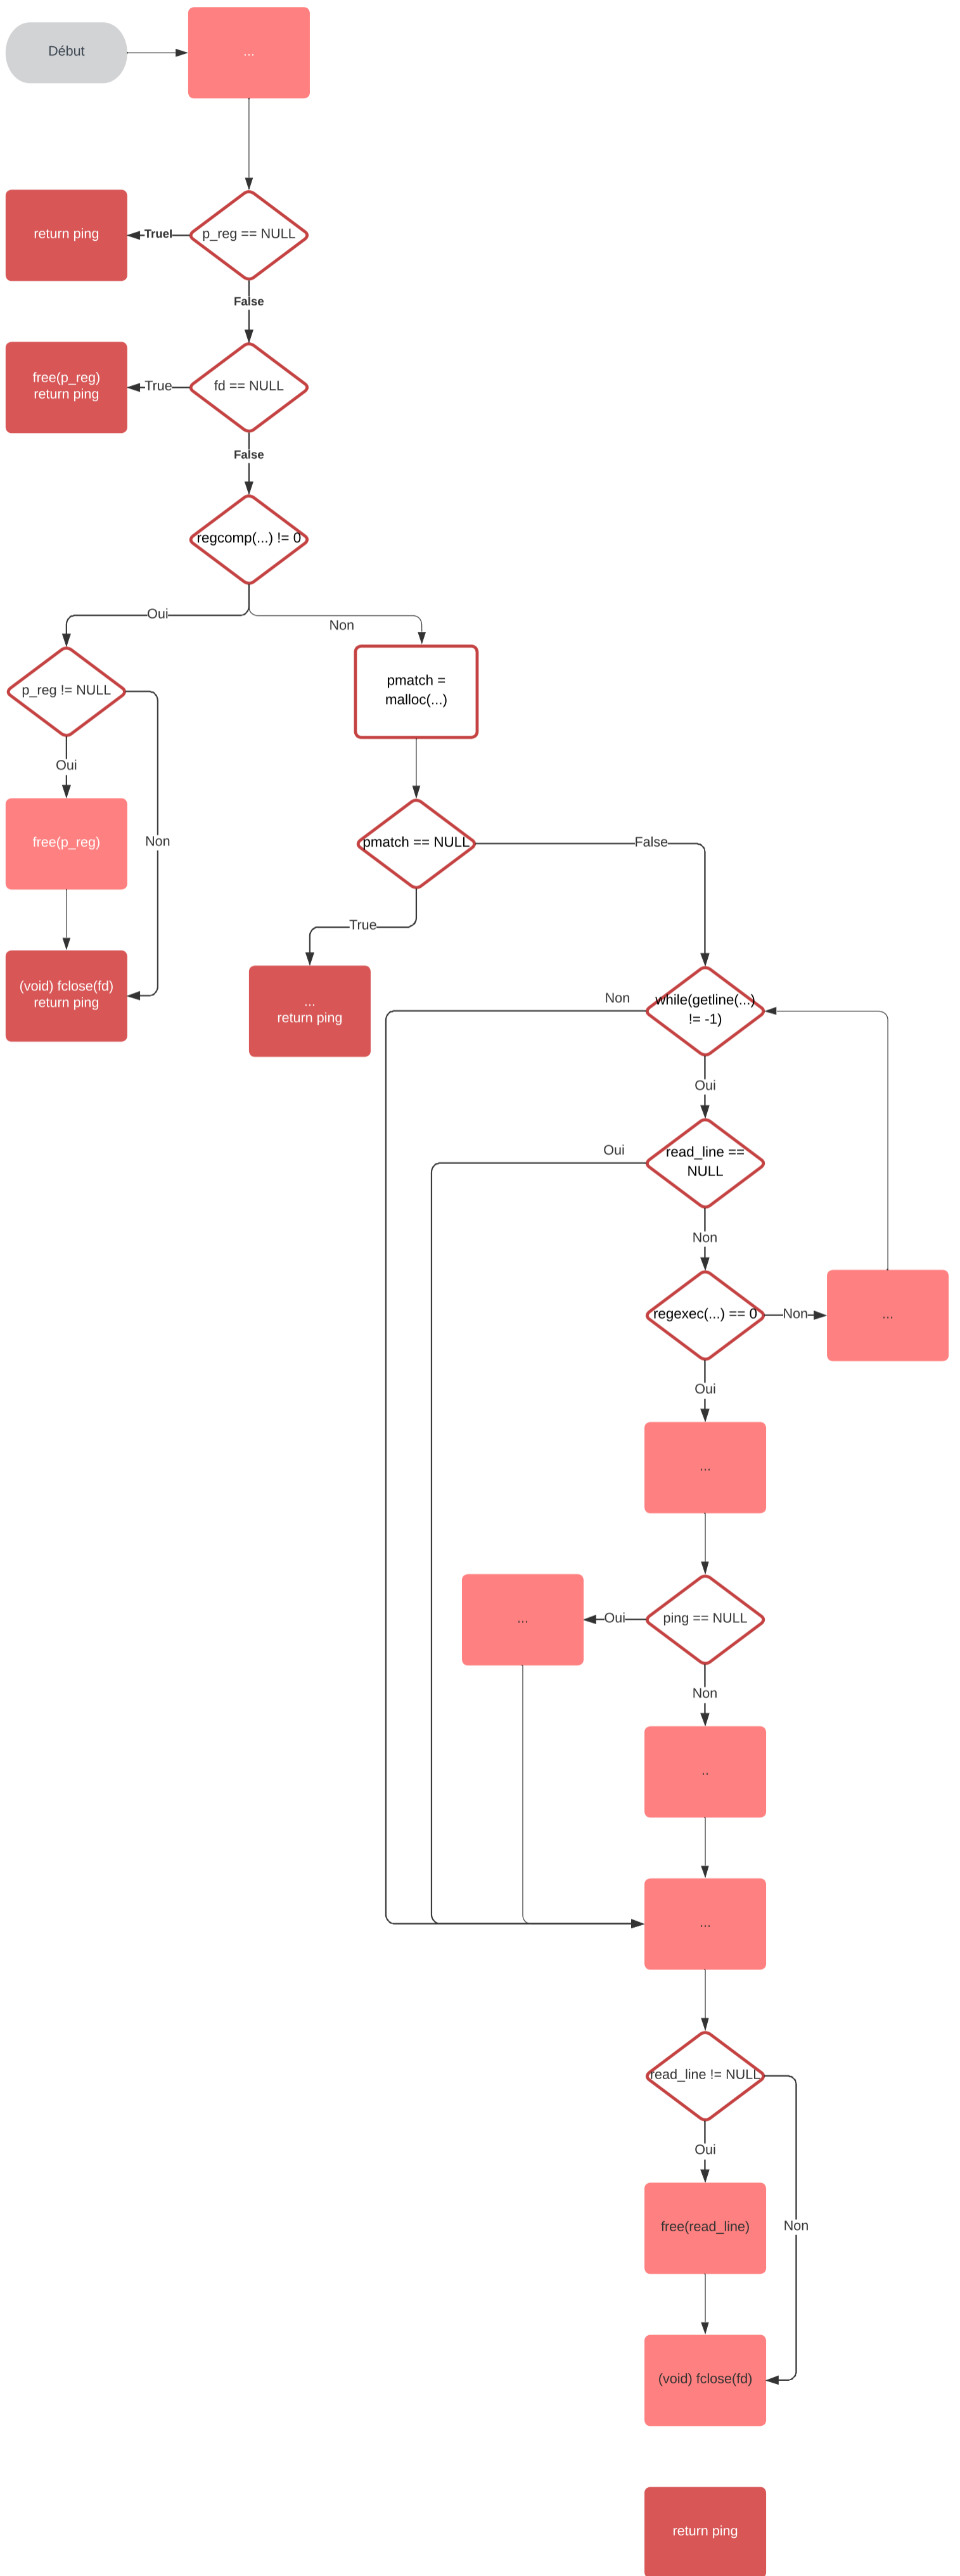 Début
...
return ping
TrueI
p_reg == NULL
False
free(p_reg)
return ping
True
fd == NULL
False
regcomp(...) != 0
Oui
Non
p_reg != NULL
pmatch =
malloc(...)
Oui
free(p_reg)
Non
pmatch == NULL
False
True
(void) fclose(fd)
return ping
...
return ping
Non
while(getline(...)
!= -1)
Oui
Oui
read_line ==
NULL
Non
regexec(...) == 0
Non
...
Oui
...
...
Oui
ping == NULL
Non
..
...
read_line != NULL
Oui
free(read_line)
Non
(void) fclose(fd)
return ping